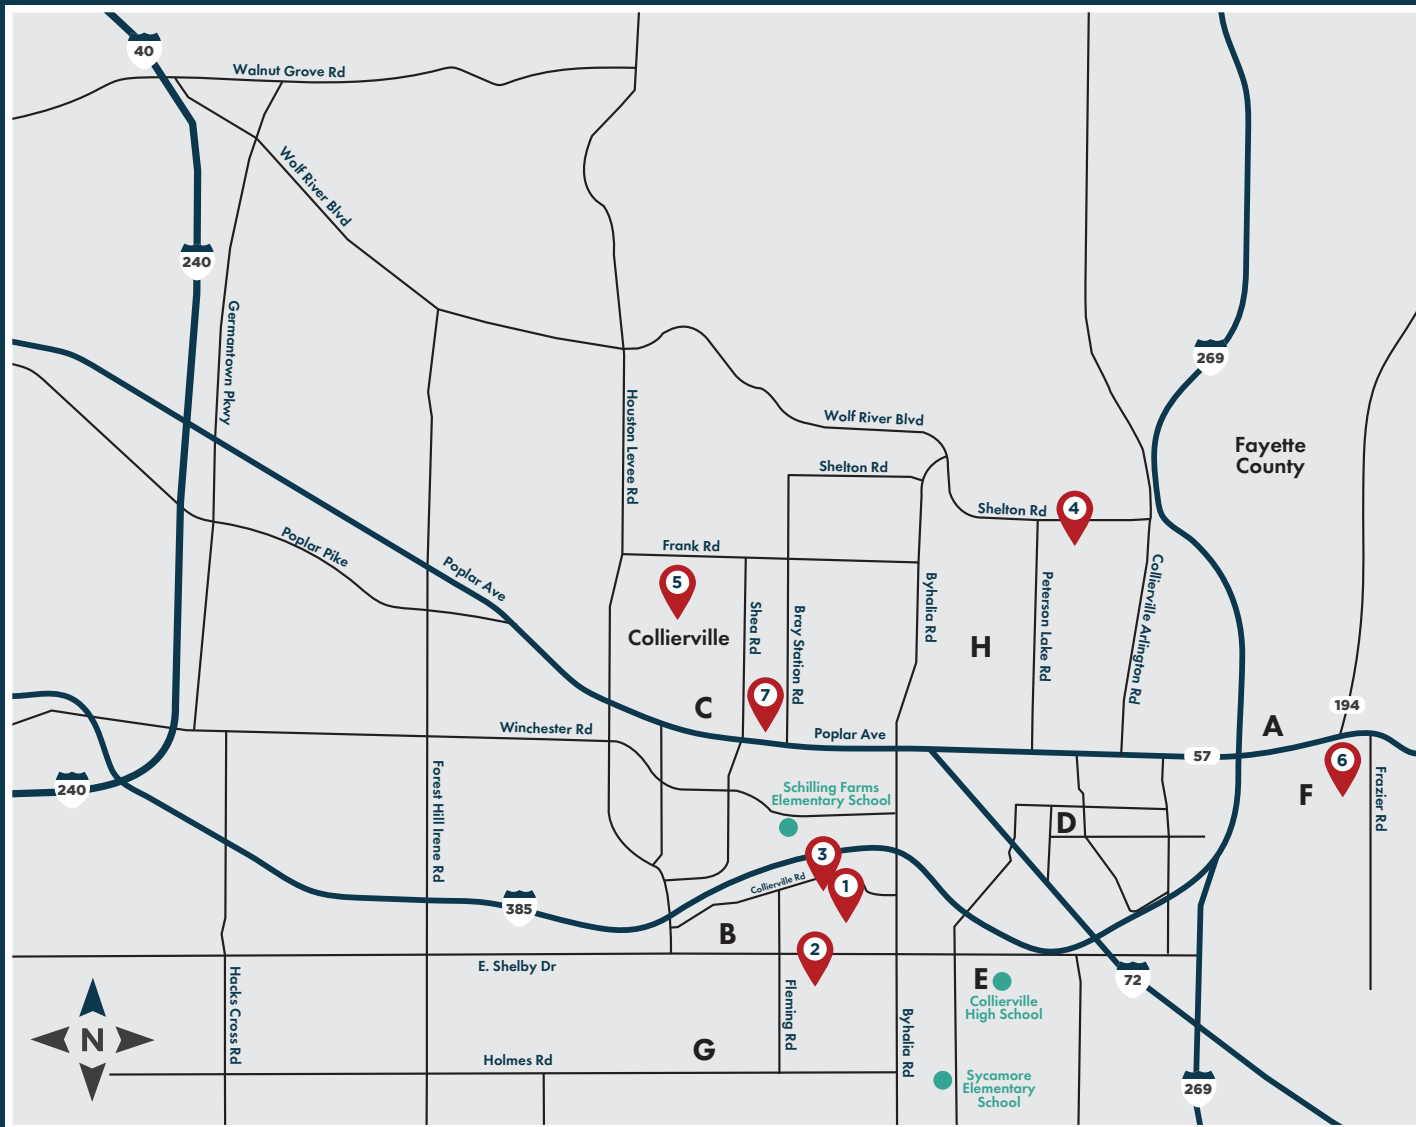 40
Walnut Grove Rd
Wolf River Blvd
240
Germantown Pkwy
269
Houston Levee Rd
Wolf River Blvd
Fayette
County
Shelton Rd
Shelton Rd
4
Poplar Pike
Poplar Ave
Frank Rd
5
Collierville
Shea Rd
Bray Station Rd
Byhalia Rd
H
Peterson Lake Rd
Collierville Arlington Rd
7
C
194
A
Winchester Rd
Poplar Ave
57
6
F
Frazier Rd
240
Forest Hill Irene Rd
Schilling Farms
Elementary School
D
3
1
Collierville Rd
385
B
2
E. Shelby Dr
E
Collierville
High School
72
Hacks Cross Rd
Fleming Rd
Byhalia Rd
N
G
Holmes Rd
Sycamore
Elementary
School
269